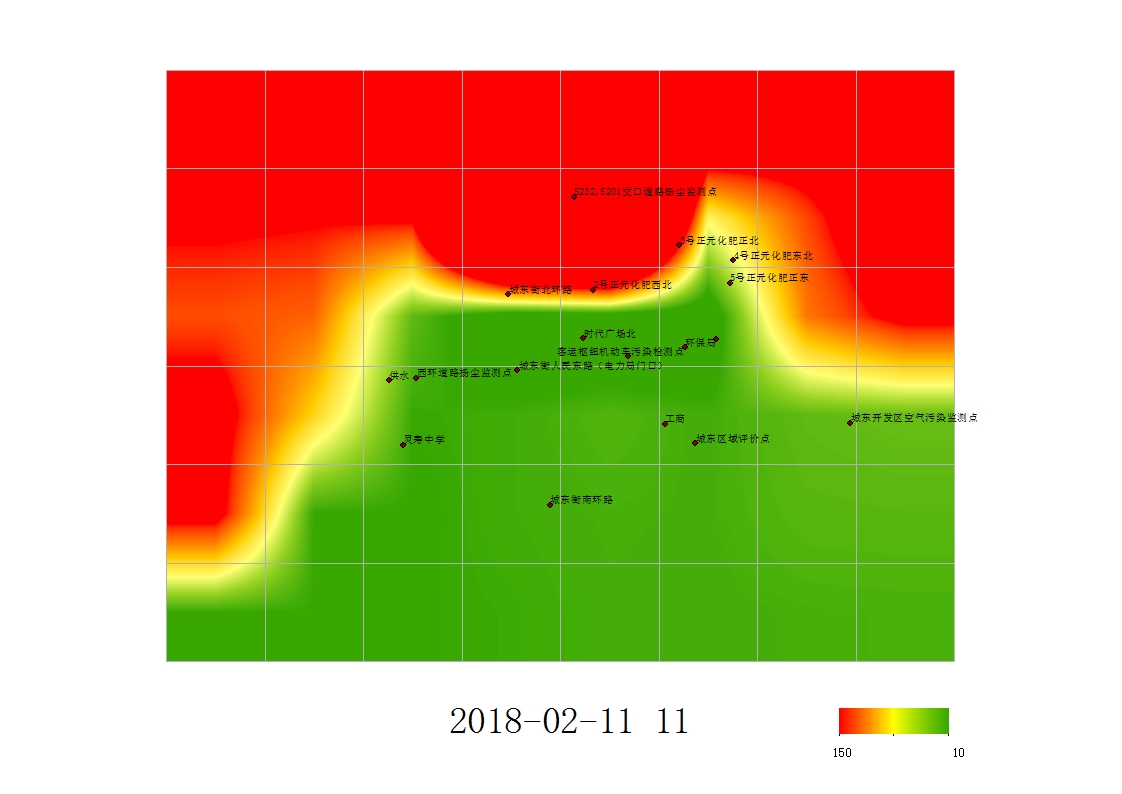 S232,S201交口道路扬尘监测点
号正元化肥正北
4号正元化肥东北
5号正元化肥正东
2号正元化肥西北
城东街北环路
时代广场北
环保局
客运枢纽机动车污染检测点
城东街人民东路（电力局门口）
供水
西环道路扬尘监测点
工商
城东开发区空气污染监测点
灵寿中学
城东区域评价点
城东街南环路
2018-02-11 11
150
10